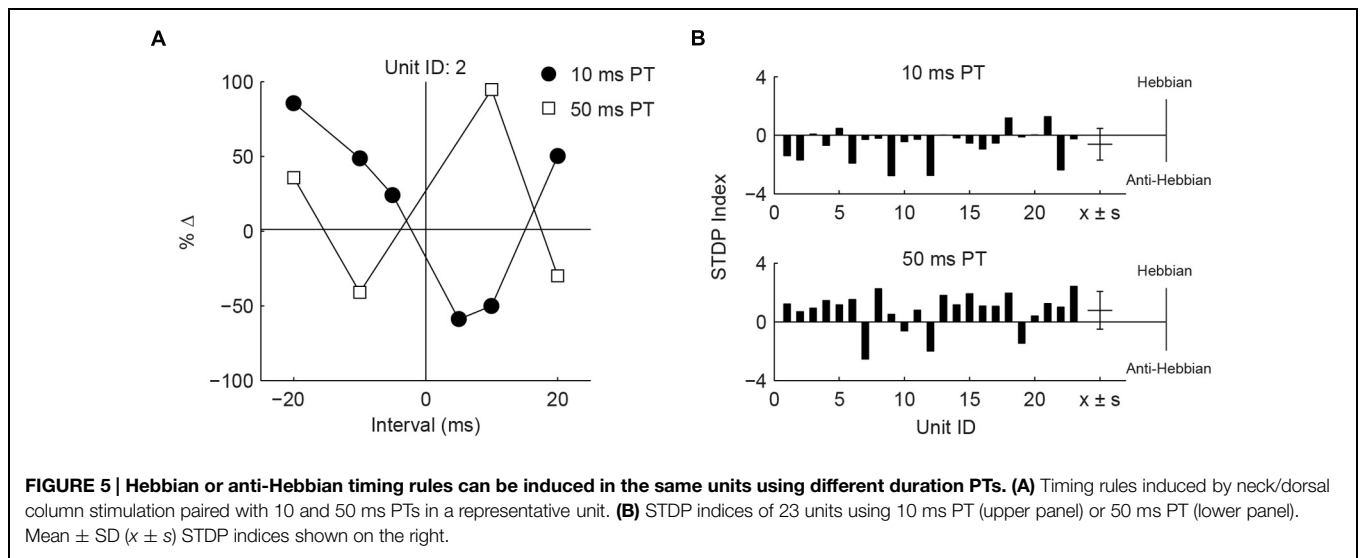 A
Unit ID: 2
10 ms PT
50 ms PT
100
50
0
−50
−100
% Δ
−20
0
20
Interval (ms)
B
10 ms PT
4
0
−4
Hebbian
Anti-Hebbian
0
5
10
15
20
x ± s
STDP Index
50 ms PT
4
0
−4
Hebbian
Anti-Hebbian
0
5
10
15
20
x ± s
Unit ID
FIGURE 5 | Hebbian or anti-Hebbian timing rules can be induced in the same units using different duration PTs. (A) Timing rules induced by neck/dorsal
column stimulation paired with 10 and 50 ms PTs in a representative unit. (B) STDP indices of 23 units using 10 ms PT (upper panel) or 50 ms PT (lower panel).
Mean ± SD (x ± s) STDP indices shown on the right.